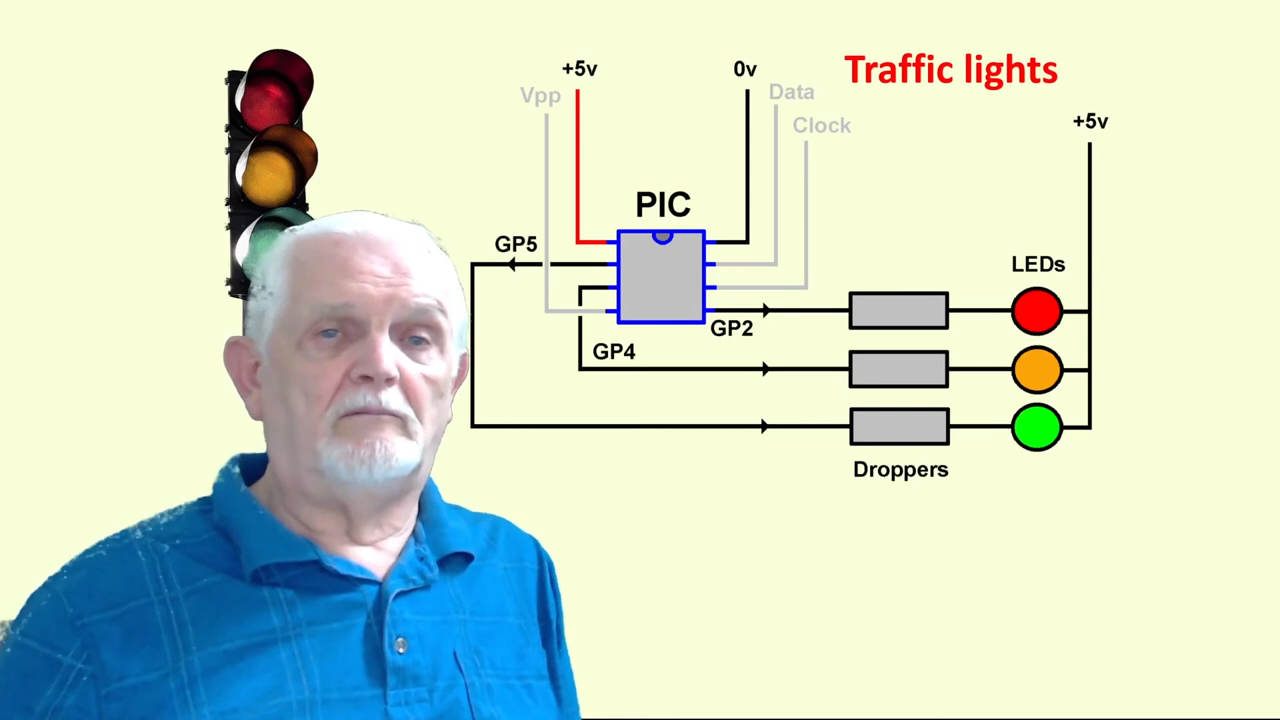 Traffic lights
+5v
0v
Vpp
Data
Clock
+5v
PIC
GP5
LEDs
GP2
GP4
Droppers